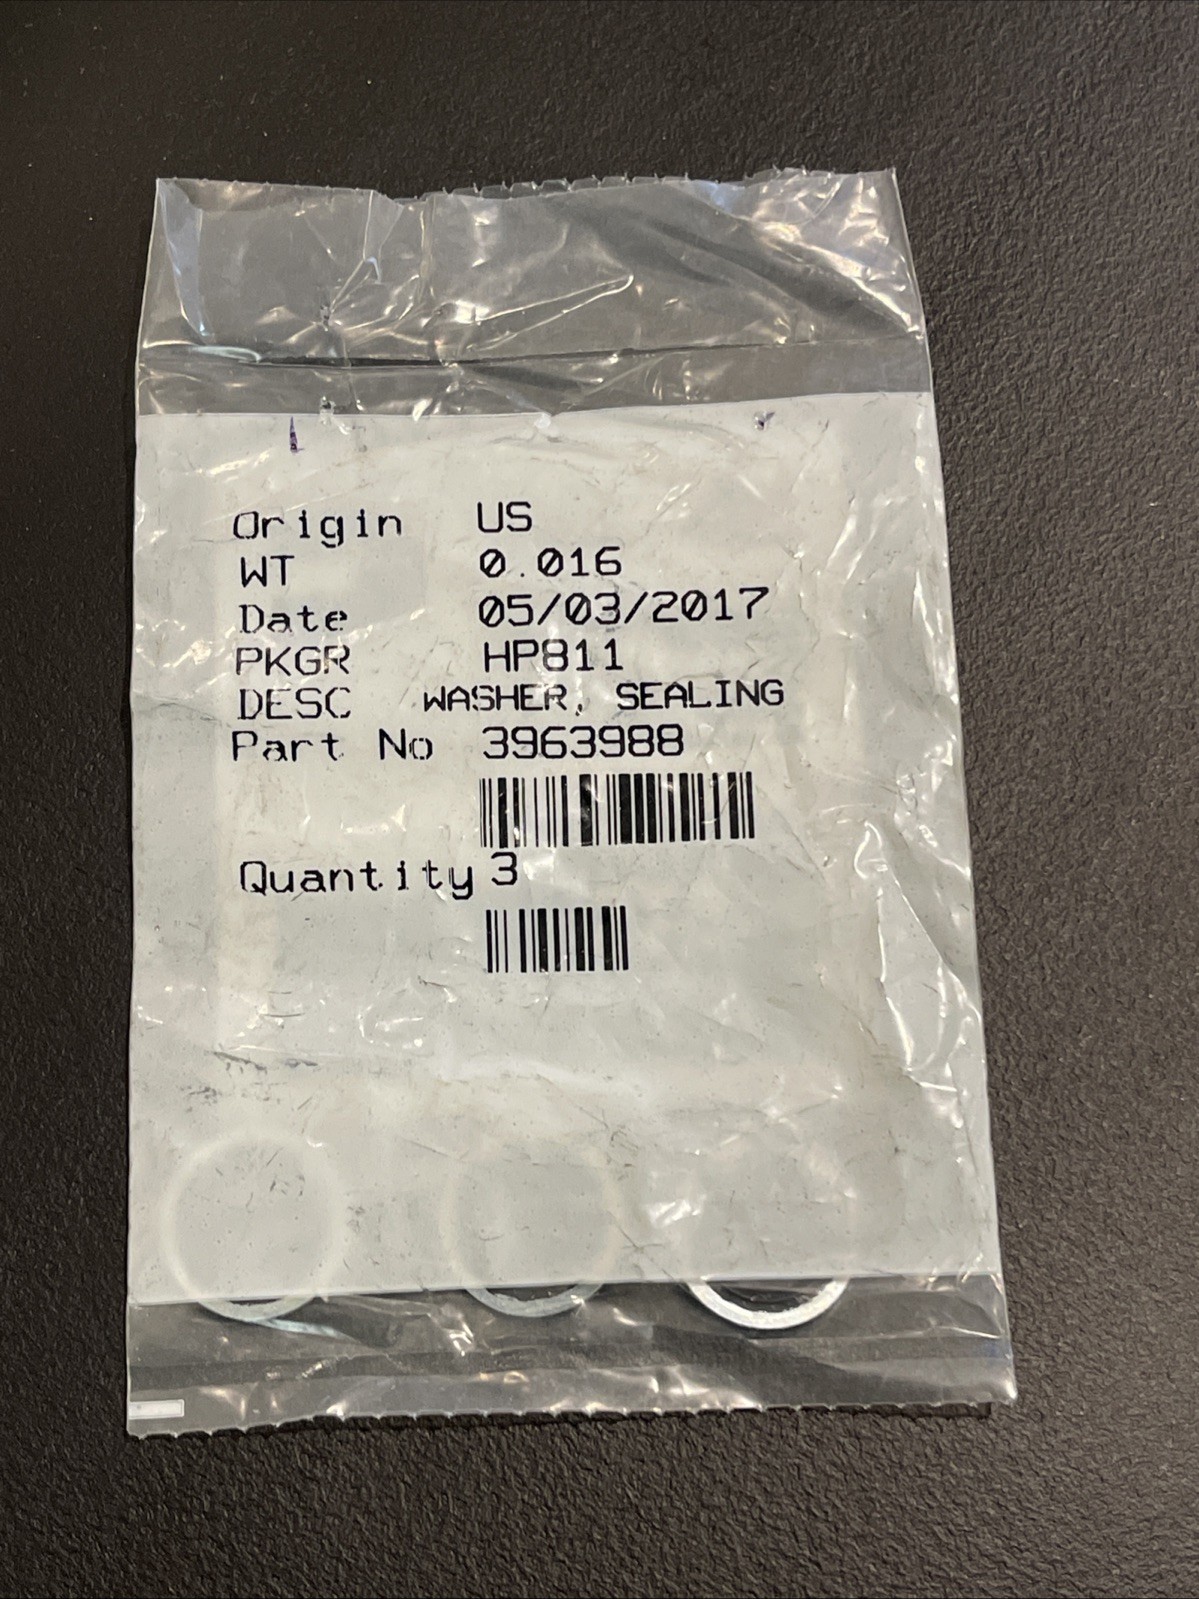 Origin US
WT 0.016
Date 05/03/2017
PKGR HP811
DESC WASHER, SEALING
Part No 3963988
Quantity 3